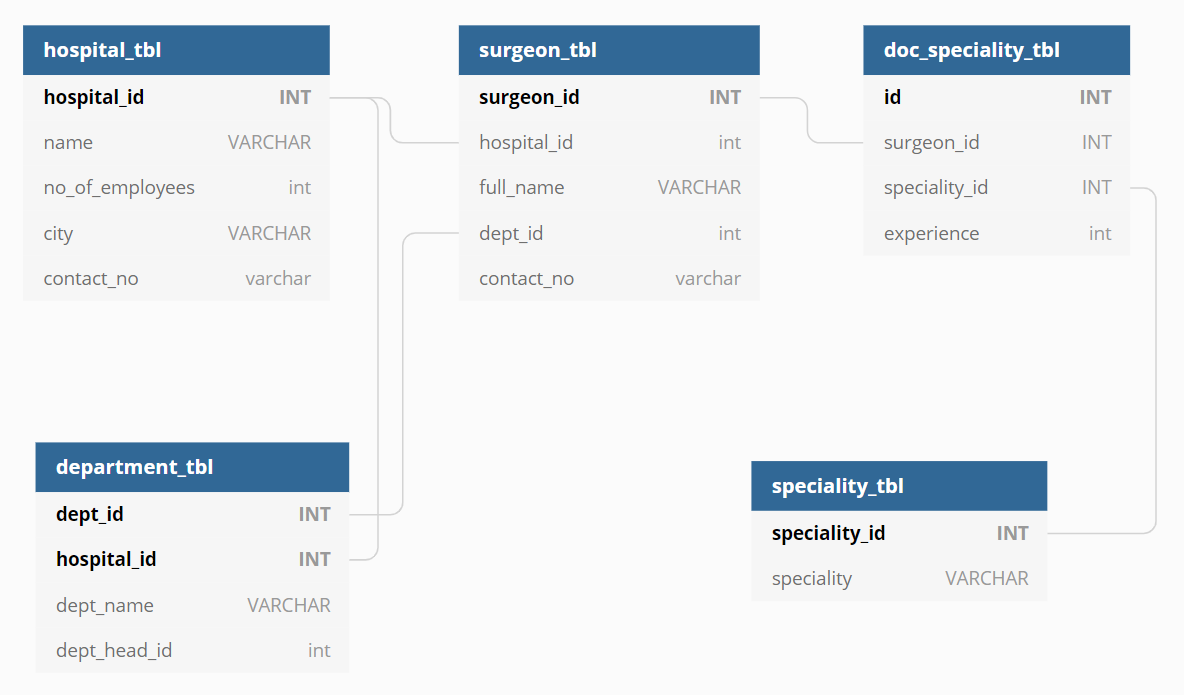 hospital_tbl
hospital_id INT
name VARCHAR
no_of_employees int
city VARCHAR
contact_no varchar
surgeon_tbl
surgeon_id INT
hospital_id int
full_name VARCHAR
dept_id int
contact_no varchar
doc_speciality_tbl
id INT
surgeon_id INT
speciality_id INT
experience int
department_tbl
dept_id INT
hospital_id INT
dept_name VARCHAR
dept_head_id int
speciality_tbl
speciality_id INT
speciality VARCHAR